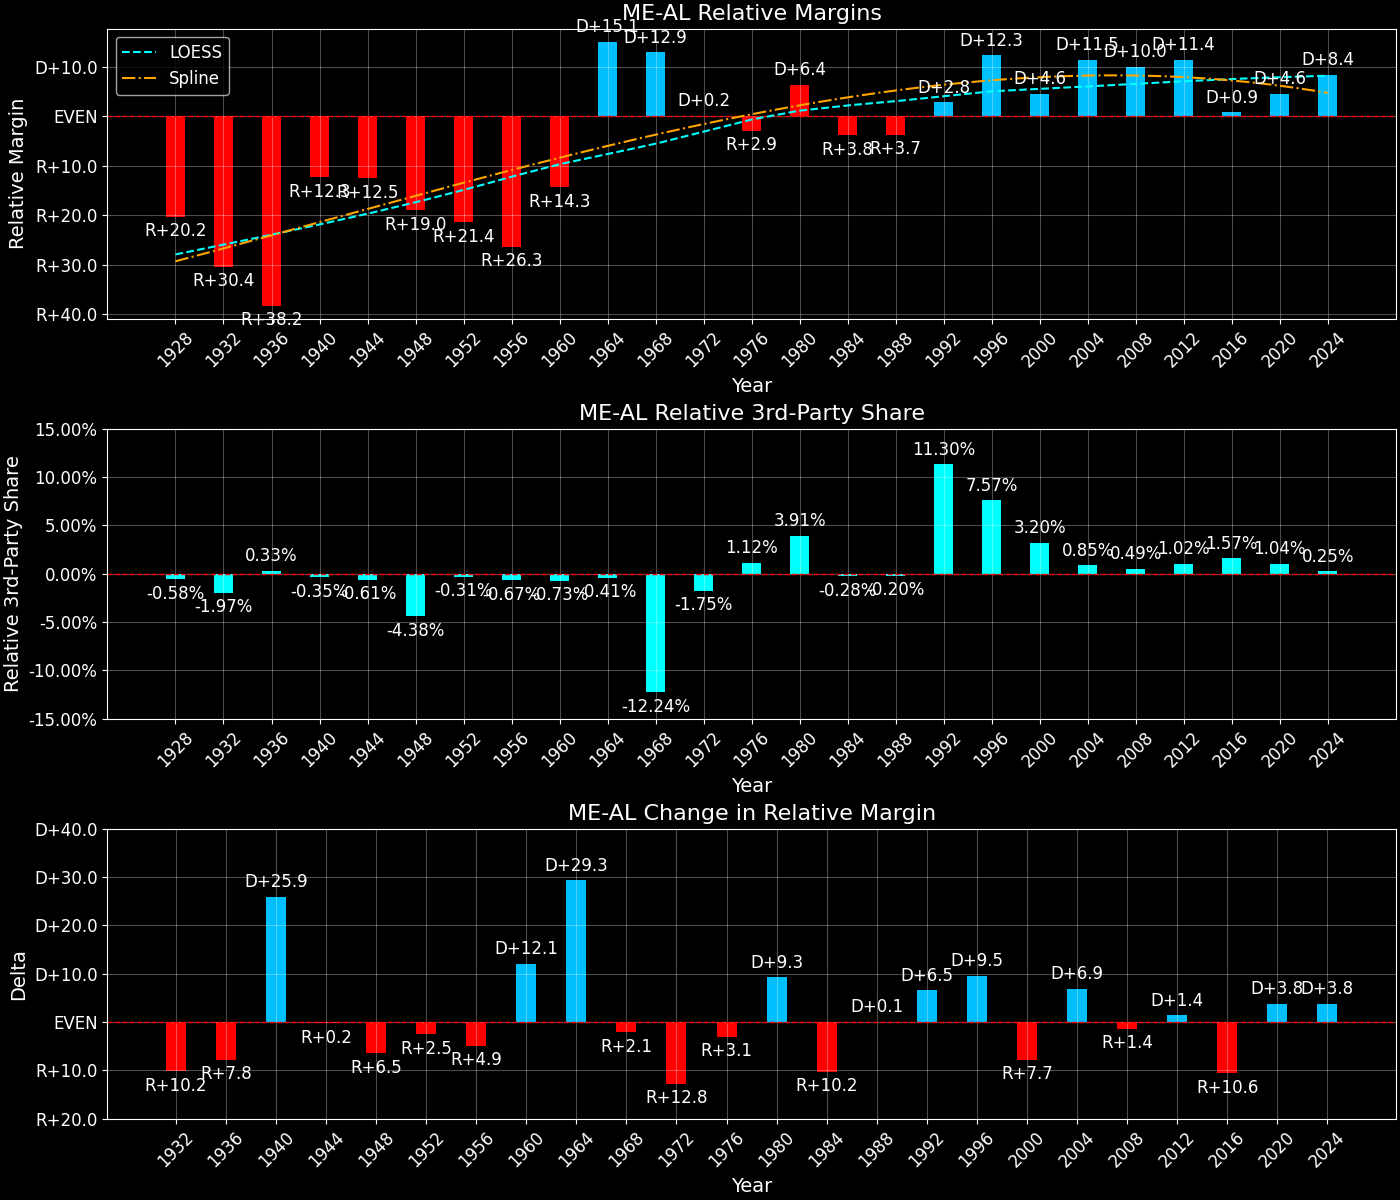 ME-AL Relative Margins
LOESS
Spline
Relative Margin
D+10.0
EVEN
R+10.0
R+20.0
R+30.0
R+40.0
R+20.2
R+30.4
R+38.2
R+12.3
R+12.5
R+19.0
R+21.4
R+26.3
R+14.3
D+15.1
D+12.9
D+0.2
R+2.9
D+6.4
R+3.8
R+3.7
D+2.8
D+12.3
D+4.6
D+11.5
D+10.0
D+11.4
D+0.9
D+4.6
D+8.4
1928 1932 1936 1940 1944 1948 1952 1956 1960 1964 1968 1972 1976 1980 1984 1988 1992 1996 2000 2004 2008 2012 2016 2020 2024
Year
ME-AL Relative 3rd-Party Share
Relative 3rd-Party Share
15.00%
10.00%
5.00%
0.00%
-5.00%
-10.00%
-15.00%
-0.58%
-1.97%
0.33%
-0.35%
-0.61%
-4.38%
-0.31%
-0.67%
-0.73%
-0.41%
-12.24%
-1.75%
1.12%
3.91%
-0.28%
-0.20%
11.30%
7.57%
3.20%
0.85%
0.49%
1.02%
1.57%
1.04%
0.25%
1928 1932 1936 1940 1944 1948 1952 1956 1960 1964 1968 1972 1976 1980 1984 1988 1992 1996 2000 2004 2008 2012 2016 2020 2024
Year
ME-AL Change in Relative Margin
Delta
D+40.0
D+30.0
D+20.0
D+10.0
EVEN
R+10.0
R+20.0
R+10.2
R+7.8
D+25.9
R+0.2
R+6.5
R+2.5
R+4.9
D+12.1
D+29.3
R+2.1
R+12.8
R+3.1
D+9.3
R+10.2
D+0.1
D+6.5
D+9.5
R+7.7
D+6.9
R+1.4
D+1.4
R+10.6
D+3.8
D+3.8
1932 1936 1940 1944 1948 1952 1956 1960 1964 1968 1972 1976 1980 1984 1988 1992 1996 2000 2004 2008 2012 2016 2020 2024
Year